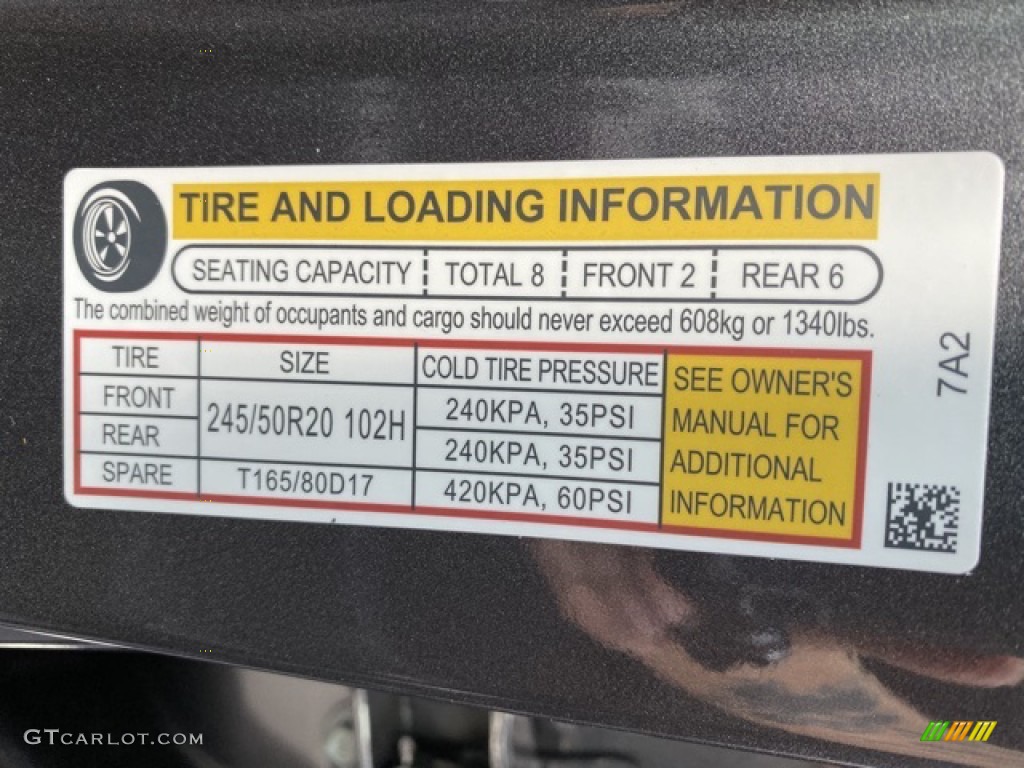 TIRE AND LOADING INFORMATION
SEATING CAPACITY TOTAL 8 FRONT 2 REAR 6
The combined weight of occupants and cargo should never exceed 608kg or 1340lbs.
TIRE SIZE COLD TIRE PRESSURE
FRONT 245/50R20 102H 240KPA, 35PSI
REAR 240KPA, 35PSI
SPARE T165/80D17 420KPA, 60PSI
SEE OWNER'S
MANUAL FOR
ADDITIONAL
INFORMATION
7A2
GTCARLOT.COM